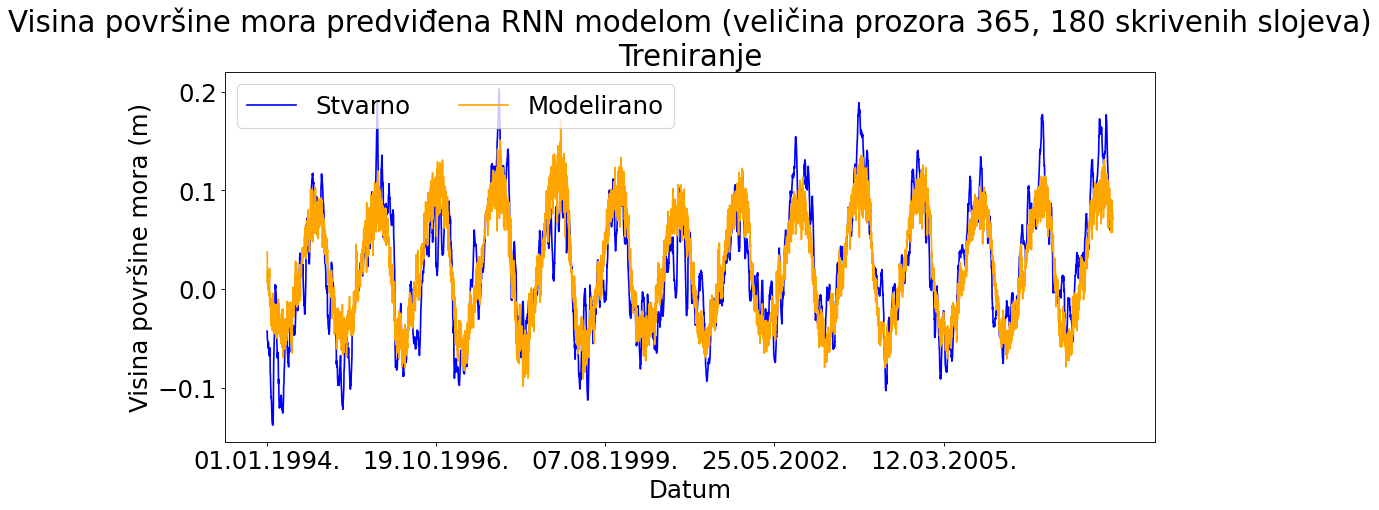 Visina površine mora predviđena RNN modelom (veličina prozora 365, 180 skrivenih slojeva)
Treniranje
Stvarno
Modelirano
Visina površine mora (m)
0.2
0.1
0.0
−0.1
01.01.1994.
19.10.1996.
07.08.1999.
25.05.2002.
12.03.2005.
Datum